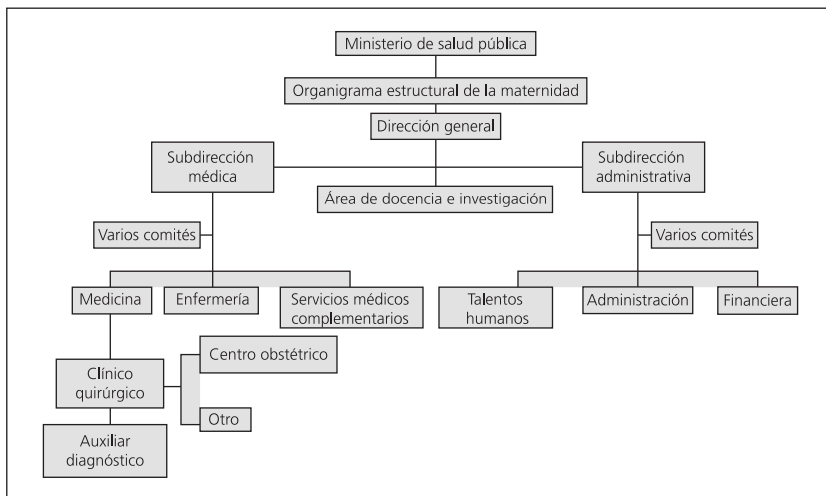 Ministerio de salud pública
Organigrama estructural de la maternidad
Dirección general
Subdirección
médica
Subdirección
administrativa
Área de docencia e investigación
Varios comités
Varios comités
Medicina
Enfermería
Servicios médicos
complementarios
Talentos
humanos
Administración
Financiera
Clínico
quirúrgico
Centro obstétrico
Otro
Auxiliar
diagnóstico